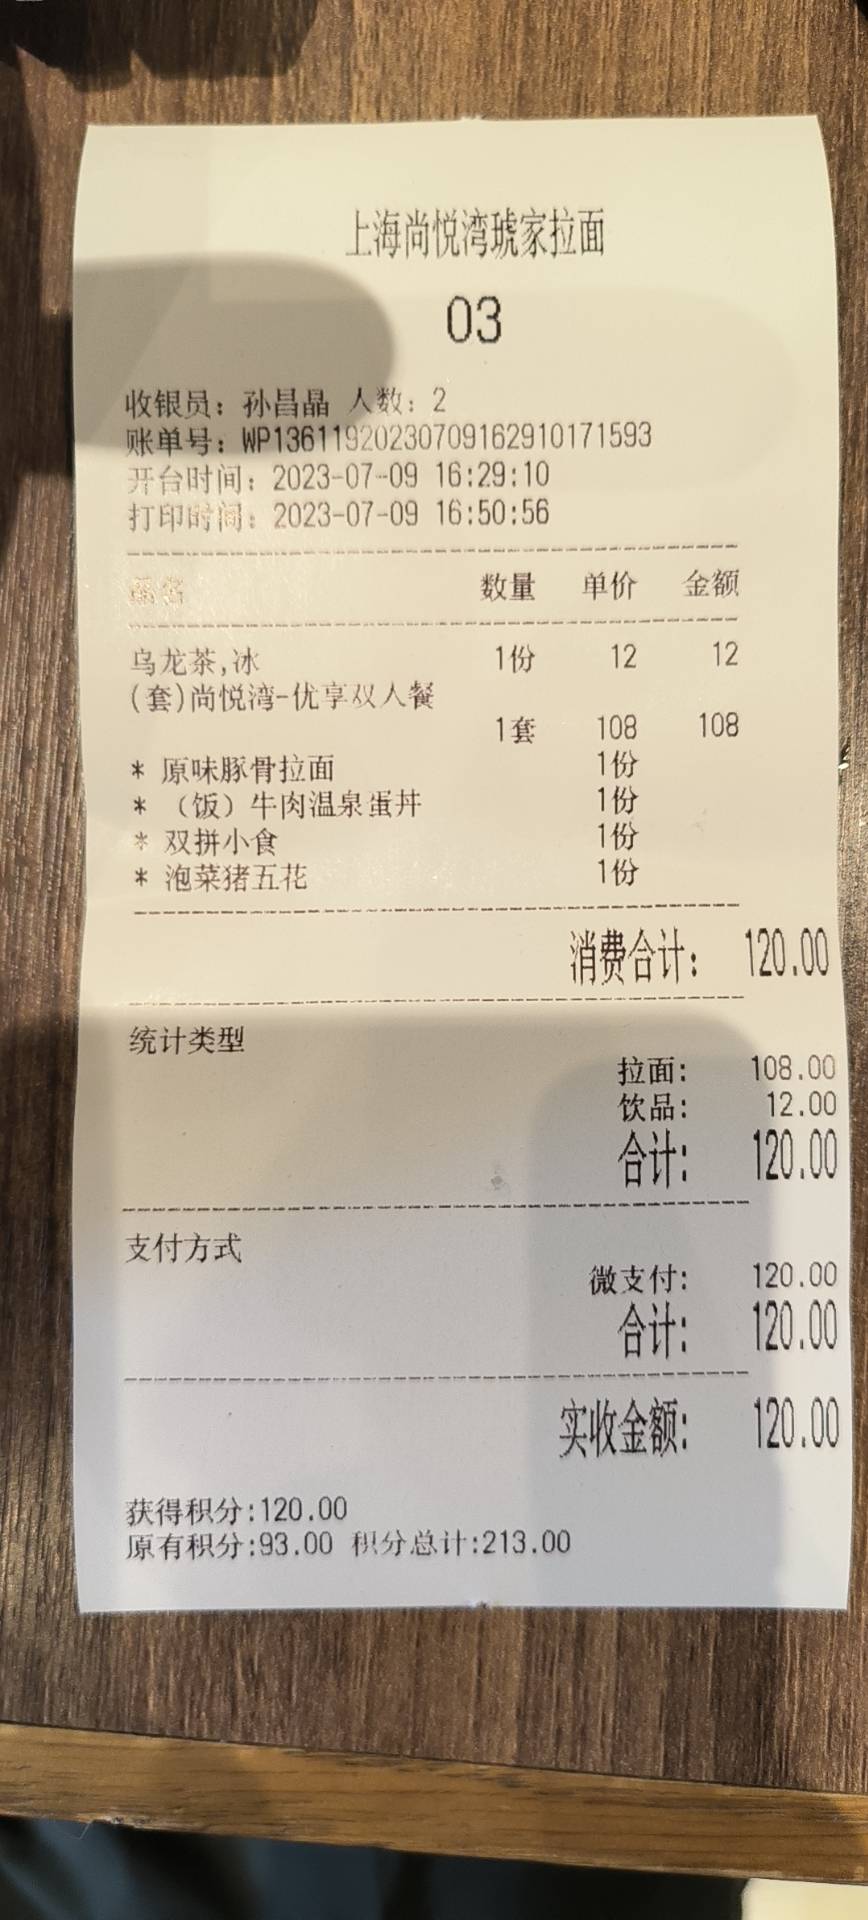 上海尚悦湾琥家拉面
03
收银员：孙昌晶 人数：2
账单号：WP13611920230709162910171593
开台时间：2023-07-09 16:29:10
打印时间：2023-07-09 16:50:56
品名 数量 单价 金额
乌龙茶,冰 1份 12 12
(套)尚悦湾-优享双人餐
1套 108 108
* 原味豚骨拉面 1份
* （饭）牛肉温泉蛋丼 1份
* 双拼小食 1份
* 泡菜猪五花 1份
消费合计： 120.00
统计类型
拉面: 108.00
饮品: 12.00
合计: 120.00
支付方式
微支付: 120.00
合计: 120.00
实收金额: 120.00
获得积分:120.00
原有积分:93.00 积分总计:213.00